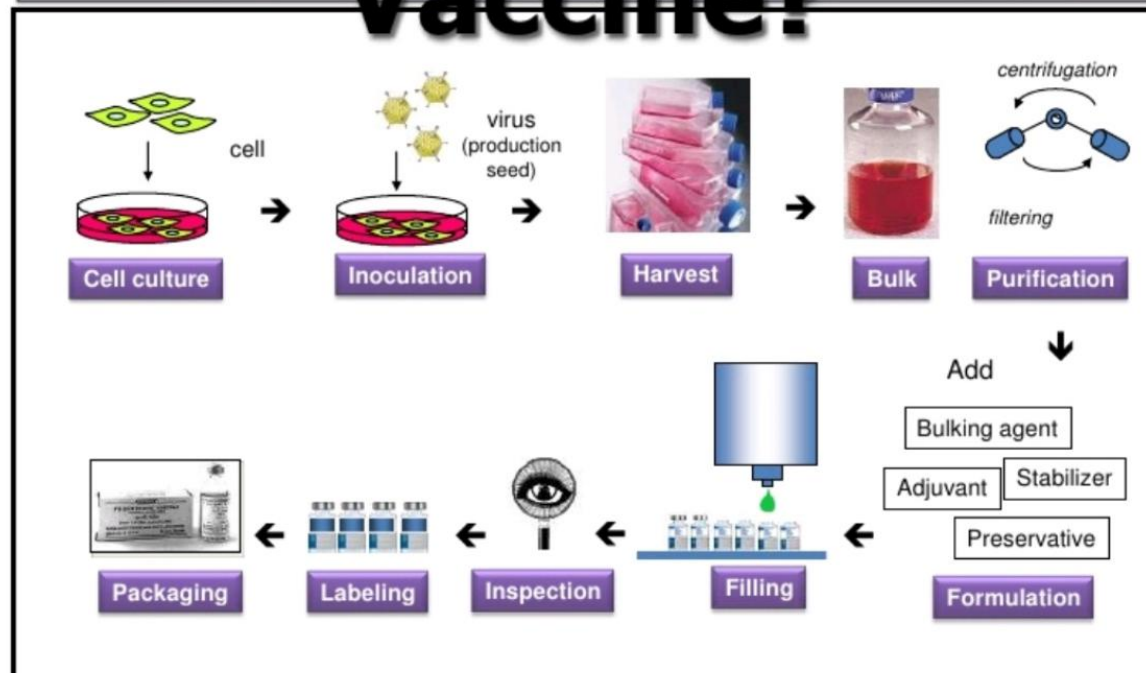 vaccine?
cell
virus
(production
seed)
centrifugation
filtering
Cell culture
Inoculation
Harvest
Bulk
Purification
Add
Bulking agent
Adjuvant
Stabilizer
Preservative
Packaging
Labeling
Inspection
Filling
Formulation